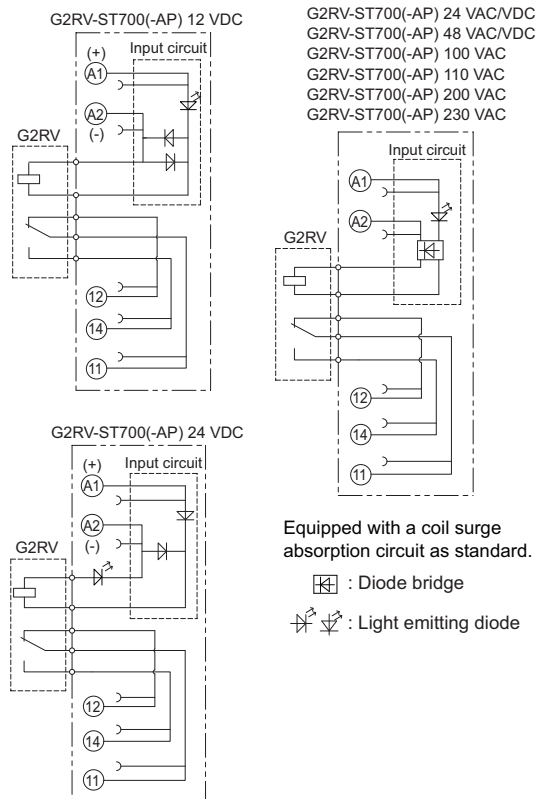 G2RV-ST700(-AP) 12 VDC
(+)
Input circuit
A1
A2
(-)
G2RV
12
14
11
G2RV-ST700(-AP) 24 VAC/VDC
G2RV-ST700(-AP) 48 VAC/VDC
G2RV-ST700(-AP) 100 VAC
G2RV-ST700(-AP) 110 VAC
G2RV-ST700(-AP) 200 VAC
G2RV-ST700(-AP) 230 VAC
Input circuit
A1
A2
G2RV
12
14
11
G2RV-ST700(-AP) 24 VDC
(+)
Input circuit
A1
A2
(-)
G2RV
12
14
11
Equipped with a coil surge
absorption circuit as standard.
: Diode bridge
: Light emitting diode